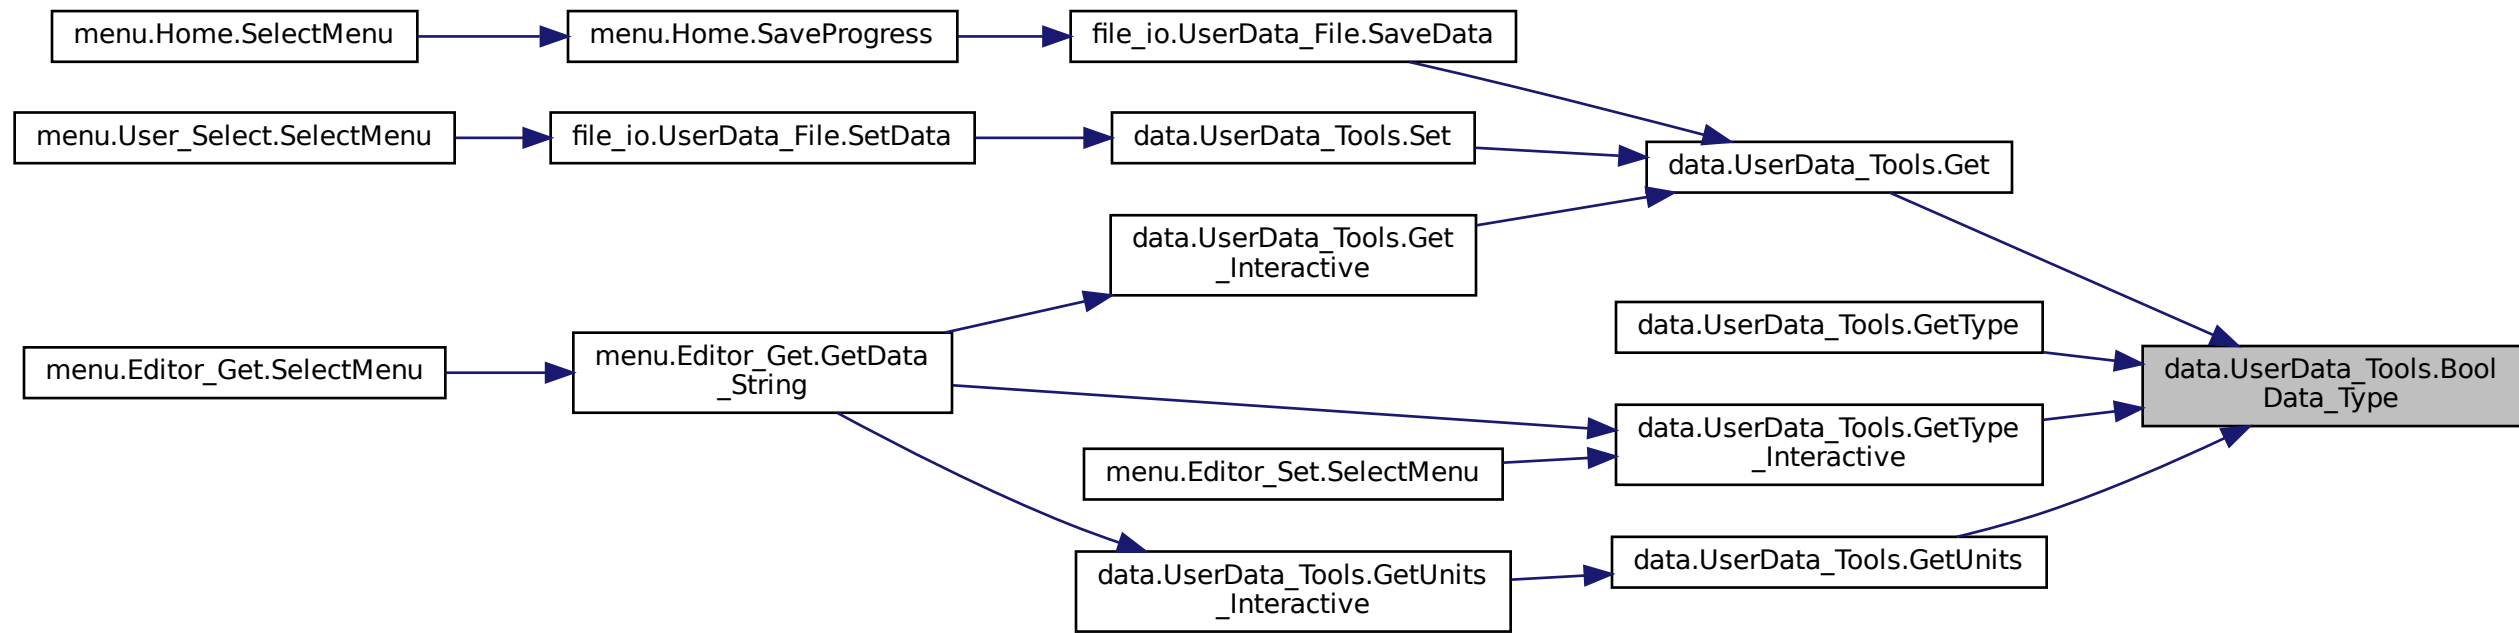 menu.Home.SelectMenu
menu.Home.SaveProgress
file_io.UserData_File.SaveData
menu.User_Select.SelectMenu
file_io.UserData_File.SetData
data.UserData_Tools.Set
data.UserData_Tools.Get
data.UserData_Tools.Get
_Interactive
data.UserData_Tools.GetType
menu.Editor_Get.SelectMenu
menu.Editor_Get.GetData
_String
data.UserData_Tools.Bool
Data_Type
data.UserData_Tools.GetType
_Interactive
menu.Editor_Set.SelectMenu
data.UserData_Tools.GetUnits
data.UserData_Tools.GetUnits
_Interactive